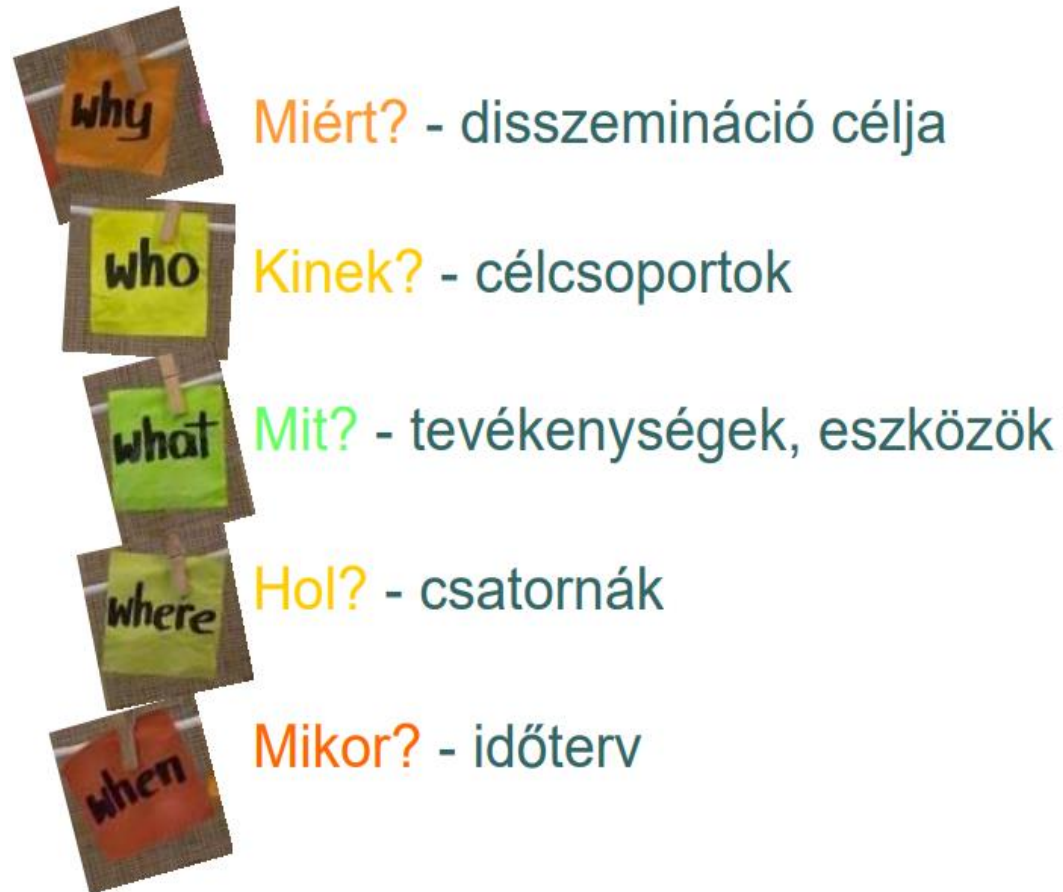 why
Miért? - disszemináció célja
who
Kinek? - célcsoportok
what
Mit? - tevékenységek, eszközök
where
Hol? - csatornák
when
Mikor? - időterv